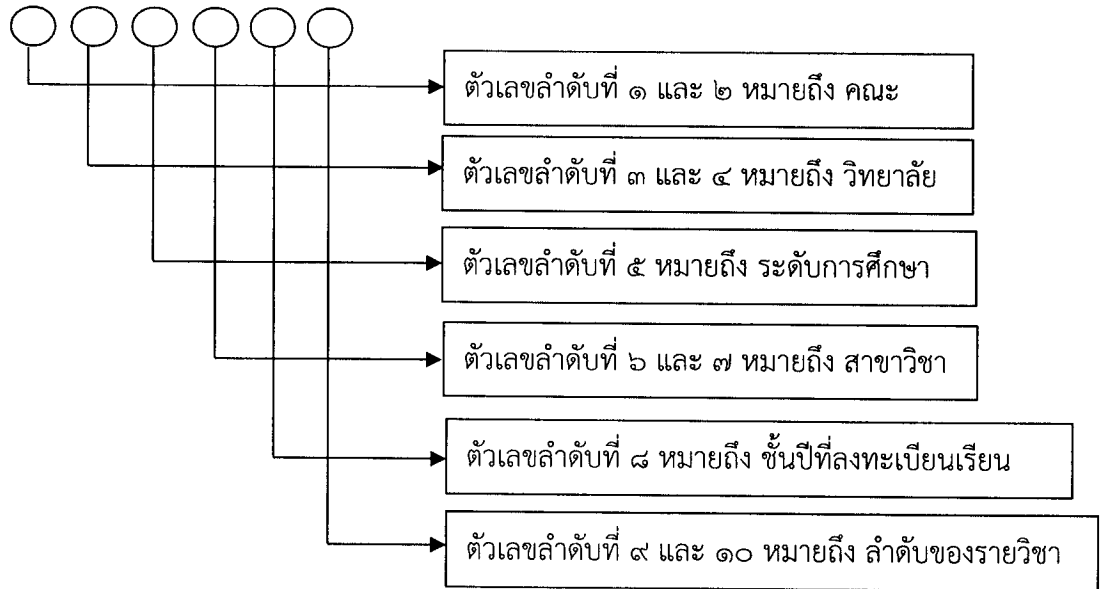 ตัวเลขลำดับที่ ๑ และ ๒ หมายถึง คณะ
ตัวเลขลำดับที่ ๓ และ ๔ หมายถึง วิทยาลัย
ตัวเลขลำดับที่ ๕ หมายถึง ระดับการศึกษา
ตัวเลขลำดับที่ ๖ และ ๗ หมายถึง สาขาวิชา
ตัวเลขลำดับที่ ๘ หมายถึง ชั้นปีที่ลงทะเบียนเรียน
ตัวเลขลำดับที่ ๙ และ ๑๐ หมายถึง ลำดับของรายวิชา